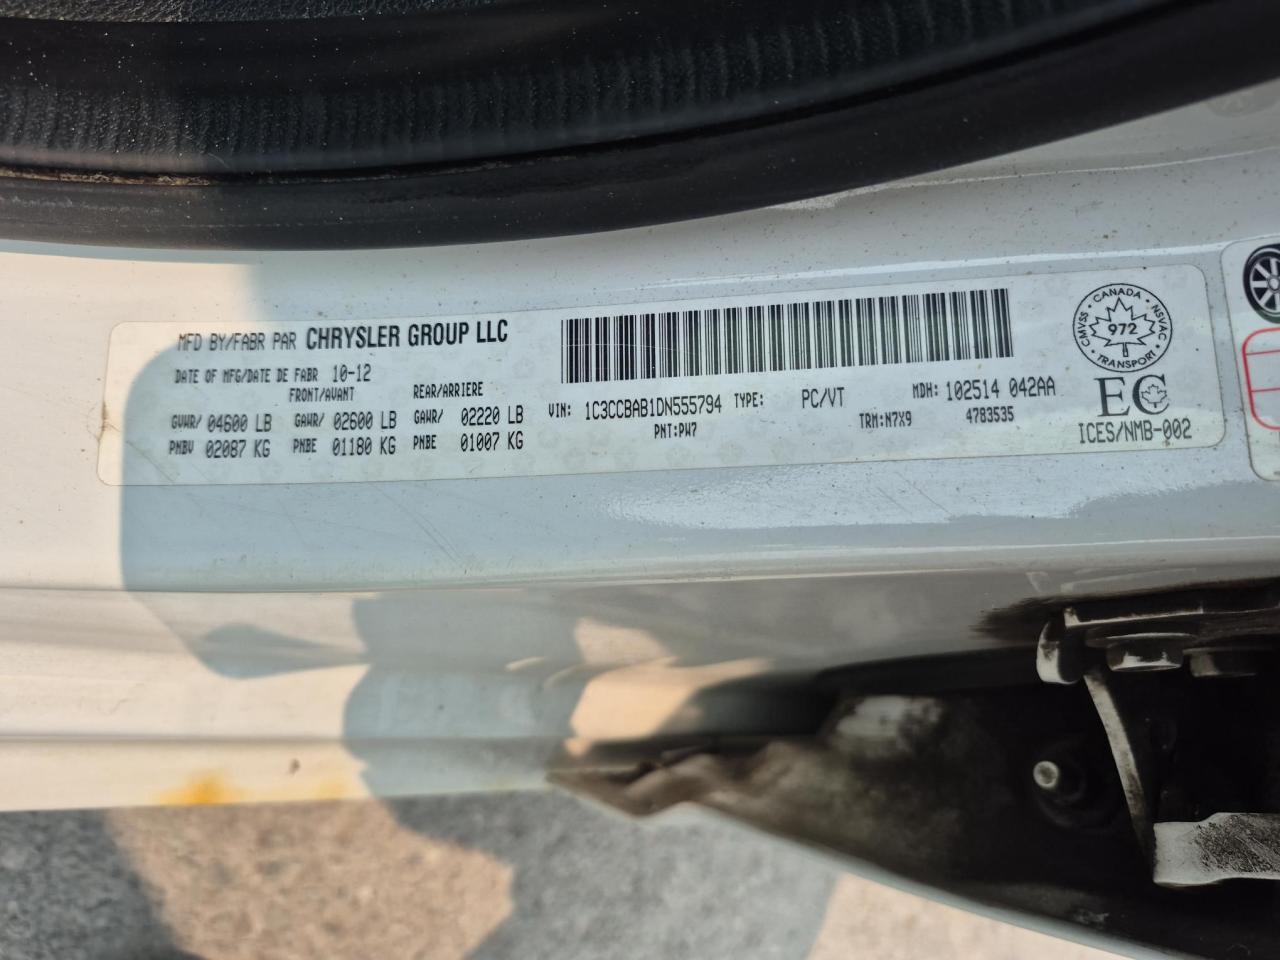 MFD BY/FABR PAR CHRYSLER GROUP LLC
DATE OF MFG/DATE DE FABR 10-12
FRONT/AVANT
REAR/ARRIERE
GVWR/ 04600 LB GAWR/ 02600 LB GAWR/ 02220 LB
PNBV 02087 KG PNBE 01180 KG PNBE 01007 KG
VIN: 1C3CCBAB1DN555794 TYPE: PC/VT MDH: 102514 042AA
PNT:PW7 TRM:N7X9 4783535
CANADA
CMVSS · NSVAC
972
TRANSPORT
EC
ICES/NMB-002